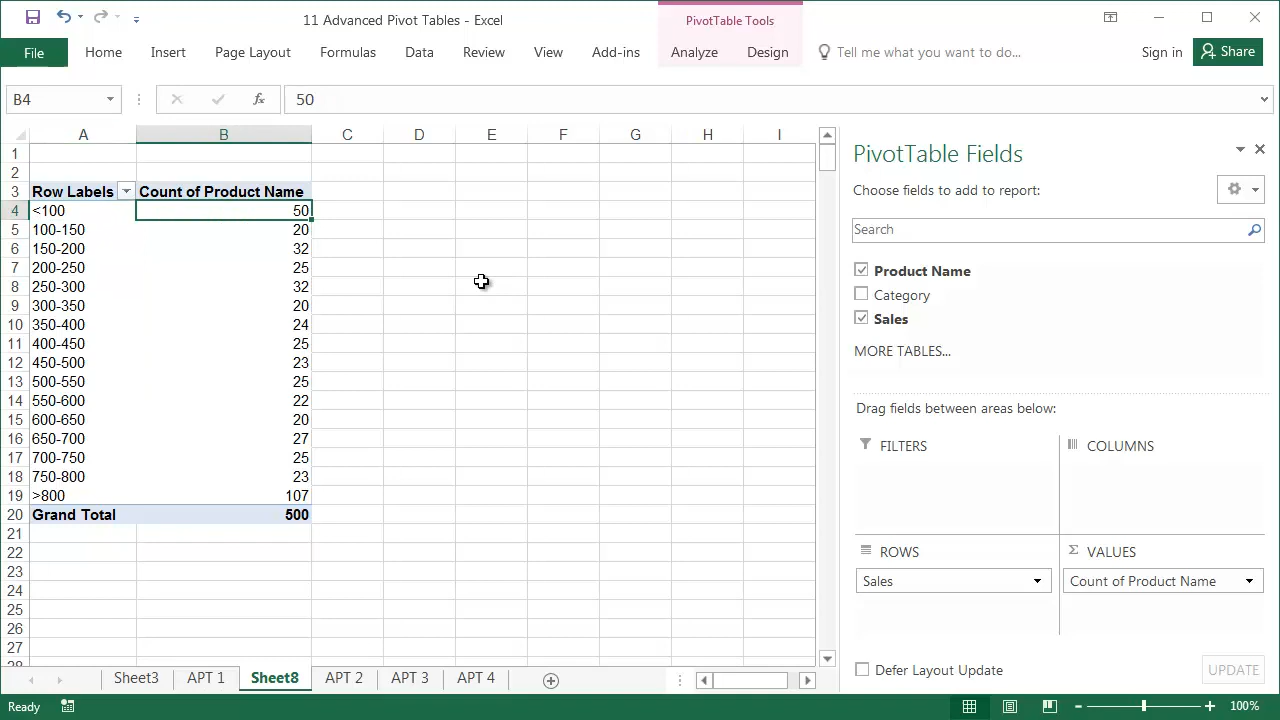 11 Advanced Pivot Tables - Excel
PivotTable Tools
File Home Insert Page Layout Formulas Data Review View Add-ins Analyze Design Tell me what you want to do... Sign in Share
B4 fx 50
A B C D E F G H I
1
2
3 Row Labels Count of Product Name
4 <100 50
5 100-150 20
6 150-200 32
7 200-250 25
8 250-300 32
9 300-350 20
10 350-400 24
11 400-450 25
12 450-500 23
13 500-550 25
14 550-600 22
15 600-650 20
16 650-700 27
17 700-750 25
18 750-800 23
19 >800 107
20 Grand Total 500
21
22
23
24
25
26
27
28
PivotTable Fields
Choose fields to add to report:
Search
Product Name
Category
Sales
MORE TABLES...
Drag fields between areas below:
FILTERS COLUMNS
ROWS Σ VALUES
Sales Count of Product Name
Defer Layout Update UPDATE
Sheet3 APT 1 Sheet8 APT 2 APT 3 APT 4
Ready 100%